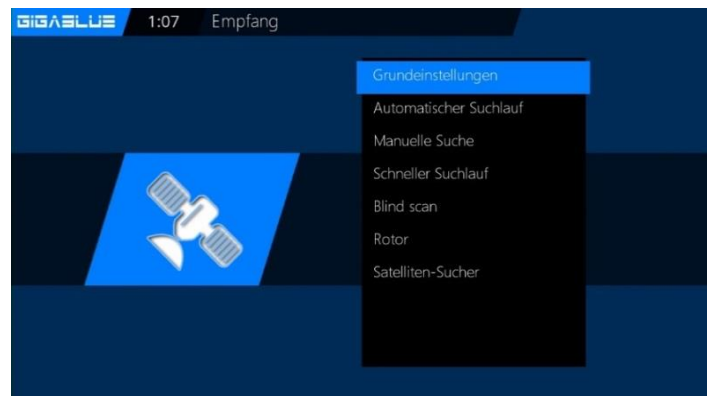 GIGABLUE 1:07 Empfang
Grundeinstellungen
Automatischer Suchlauf
Manuelle Suche
Schneller Suchlauf
Blind scan
Rotor
Satelliten-Sucher